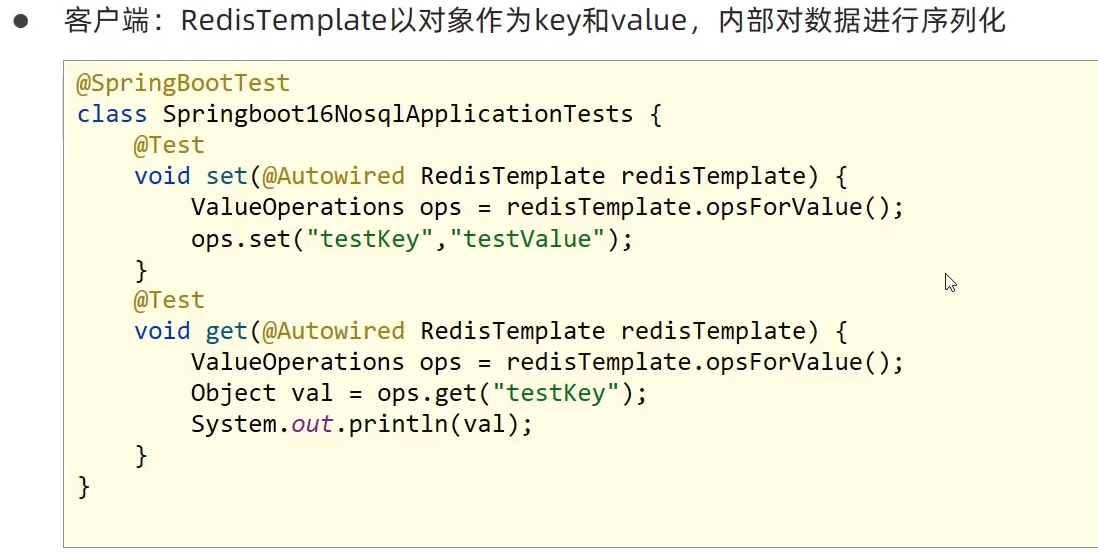 ● 客户端：RedisTemplate以对象作为key和value，内部对数据进行序列化
@SpringBootTest
class Springboot16NosqlApplicationTests {
    @Test
    void set(@Autowired RedisTemplate redisTemplate) {
        ValueOperations ops = redisTemplate.opsForValue();
        ops.set("testKey","testValue");
    }
    @Test
    void get(@Autowired RedisTemplate redisTemplate) {
        ValueOperations ops = redisTemplate.opsForValue();
        Object val = ops.get("testKey");
        System.out.println(val);
    }
}